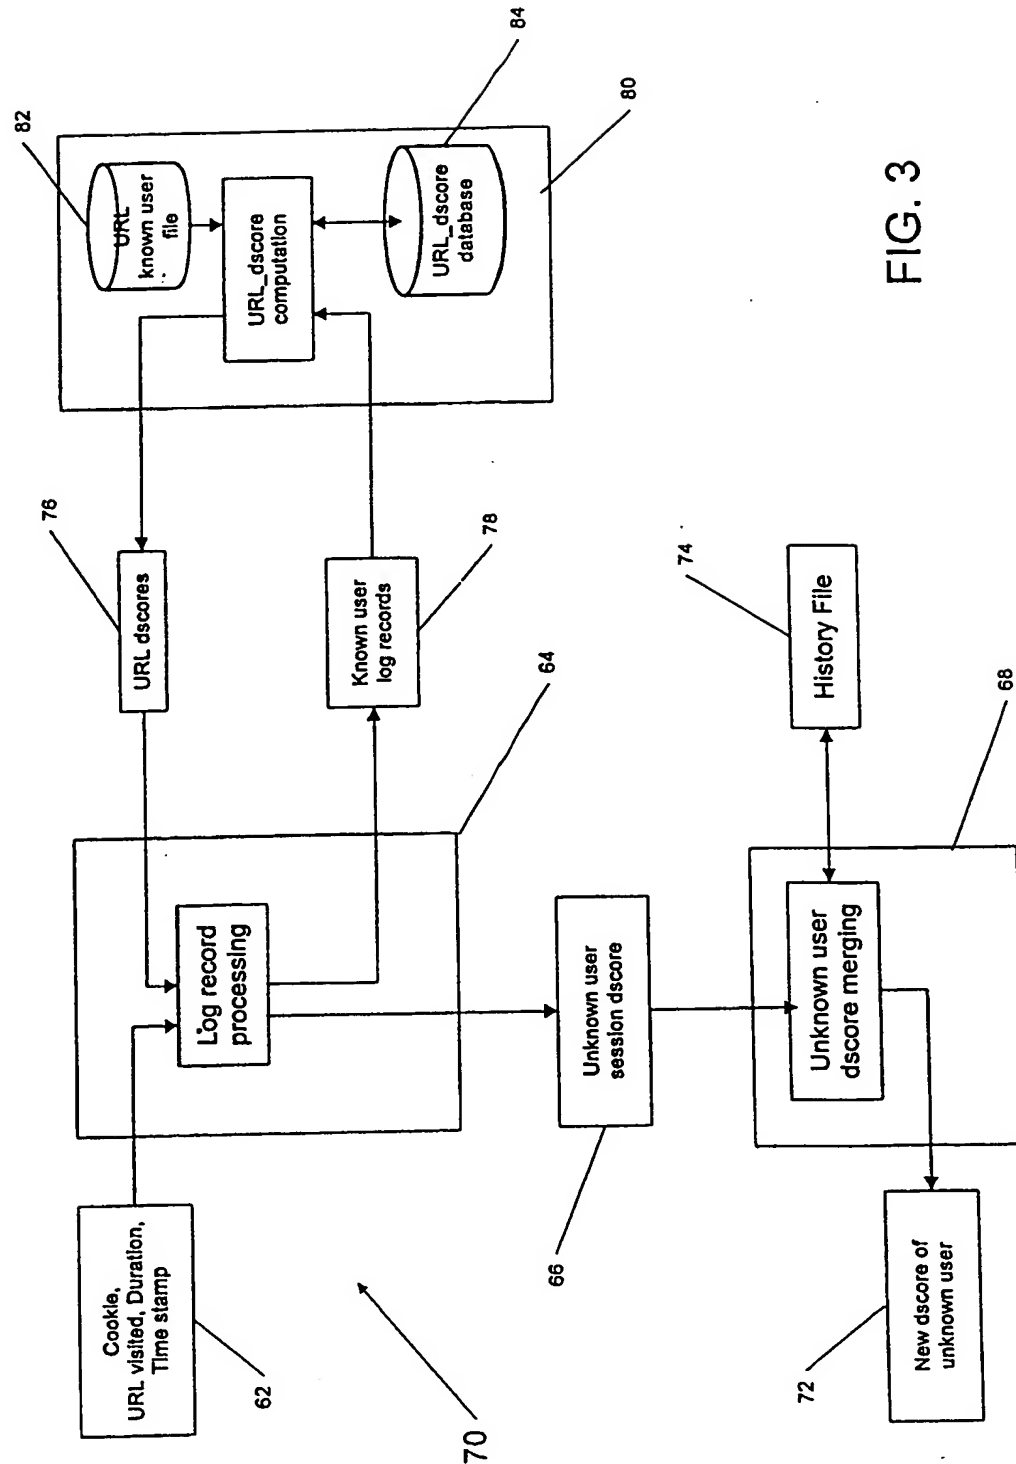 Cookie,
URL visited, Duration,
Time stamp
62
70
Log record
processing
64
URL dscores
76
Known user
log records
78
URL
known user
file
82
URL_dscore
computation
URL_dscore
database
84
80
Unknown user
session dscore
66
Unknown user
dscore merging
68
History File
74
New dscore of
unknown user
72
FIG. 3